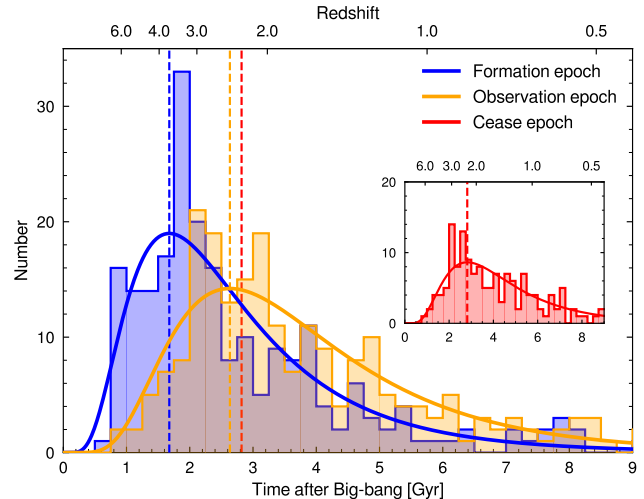 Redshift
6.0 4.0 3.0 2.0 1.0 0.5
Formation epoch
Observation epoch
Cease epoch
30
20
10
0
Number
6.0 3.0 2.0 1.0 0.5
20
10
0
0 2 4 6 8
0 1 2 3 4 5 6 7 8 9
Time after Big-bang [Gyr]